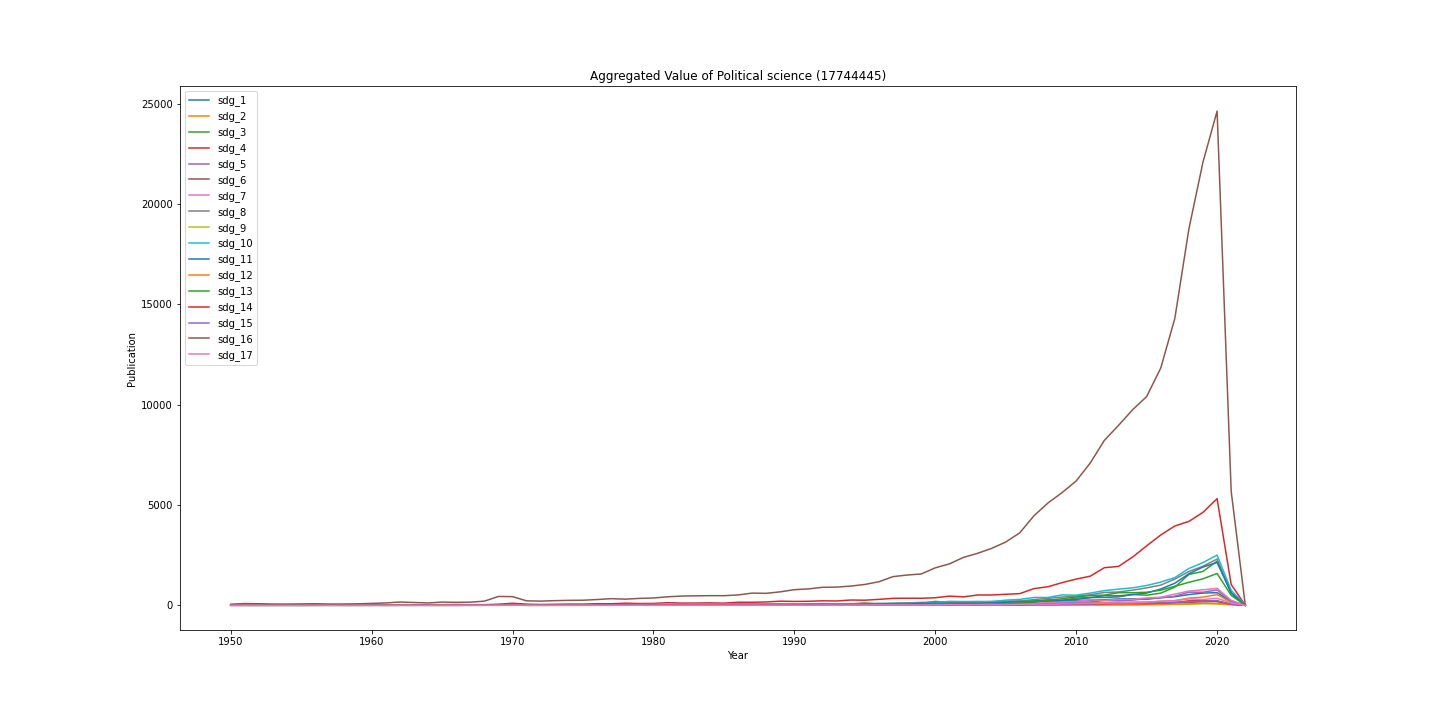 Aggregated Value of Political science (17744445)
sdg_1
sdg_2
sdg_3
sdg_4
sdg_5
sdg_6
sdg_7
sdg_8
sdg_9
sdg_10
sdg_11
sdg_12
sdg_13
sdg_14
sdg_15
sdg_16
sdg_17
25000
20000
15000
10000
5000
0
Publication
1950 1960 1970 1980 1990 2000 2010 2020
Year